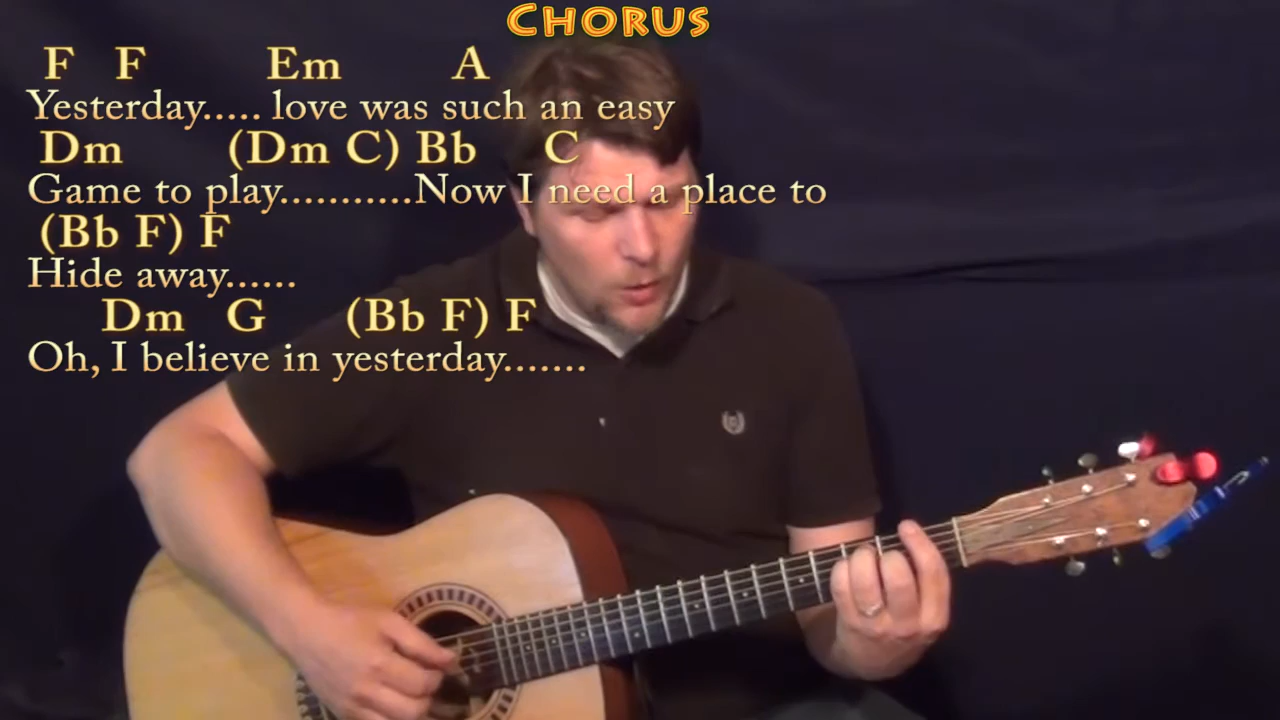 CHORUS
F F Em A
Yesterday..... love was such an easy
Dm (Dm C) Bb C
Game to play...........Now I need a place to
(Bb F) F
Hide away......
Dm G (Bb F) F
Oh, I believe in yesterday.......